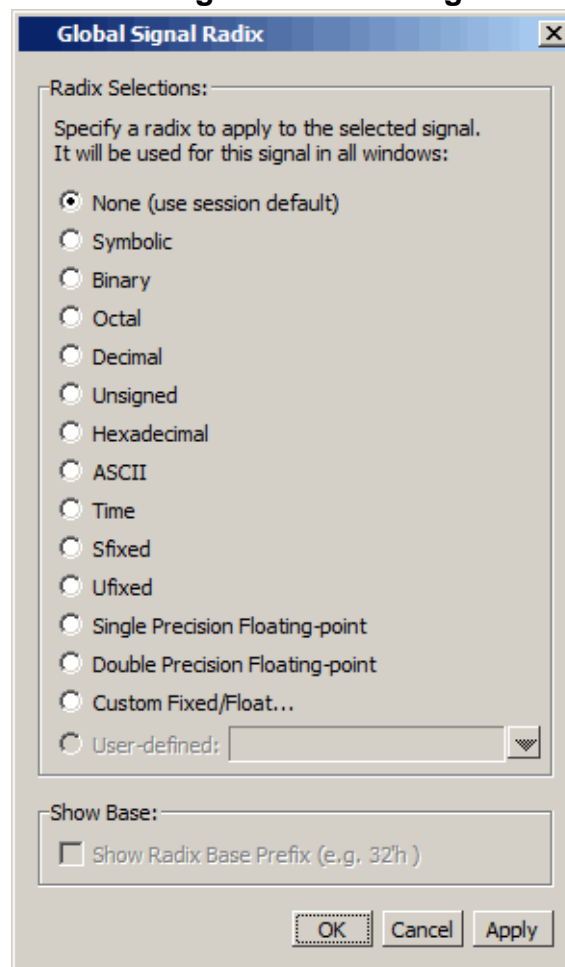 Global Signal Radix
Radix Selections:
Specify a radix to apply to the selected signal.
It will be used for this signal in all windows:
None (use session default)
Symbolic
Binary
Octal
Decimal
Unsigned
Hexadecimal
ASCII
Time
Sfixed
Ufixed
Single Precision Floating-point
Double Precision Floating-point
Custom Fixed/Float...
User-defined:
Show Base:
Show Radix Base Prefix (e.g. 32'h )
OK Cancel Apply